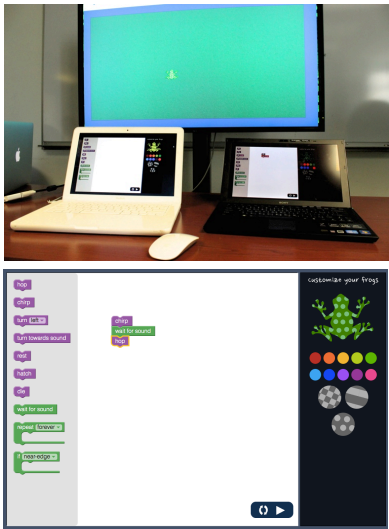 customize your frogs
hop
chirp
turn left
turn towards sound
rest
hatch
die
wait for sound
repeat forever
if near-edge
chirp
wait for sound
hop